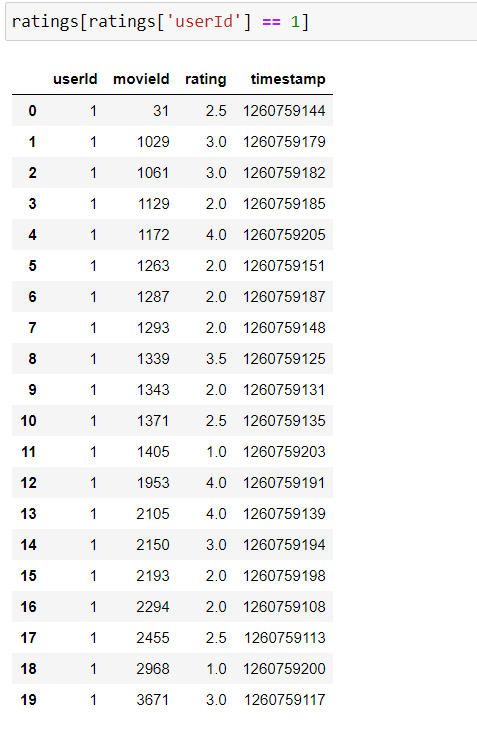 ratings[ratings['userId'] == 1]
userId movieId rating timestamp
0 1 31 2.5 1260759144
1 1 1029 3.0 1260759179
2 1 1061 3.0 1260759182
3 1 1129 2.0 1260759185
4 1 1172 4.0 1260759205
5 1 1263 2.0 1260759151
6 1 1287 2.0 1260759187
7 1 1293 2.0 1260759148
8 1 1339 3.5 1260759125
9 1 1343 2.0 1260759131
10 1 1371 2.5 1260759135
11 1 1405 1.0 1260759203
12 1 1953 4.0 1260759191
13 1 2105 4.0 1260759139
14 1 2150 3.0 1260759194
15 1 2193 2.0 1260759198
16 1 2294 2.0 1260759108
17 1 2455 2.5 1260759113
18 1 2968 1.0 1260759200
19 1 3671 3.0 1260759117